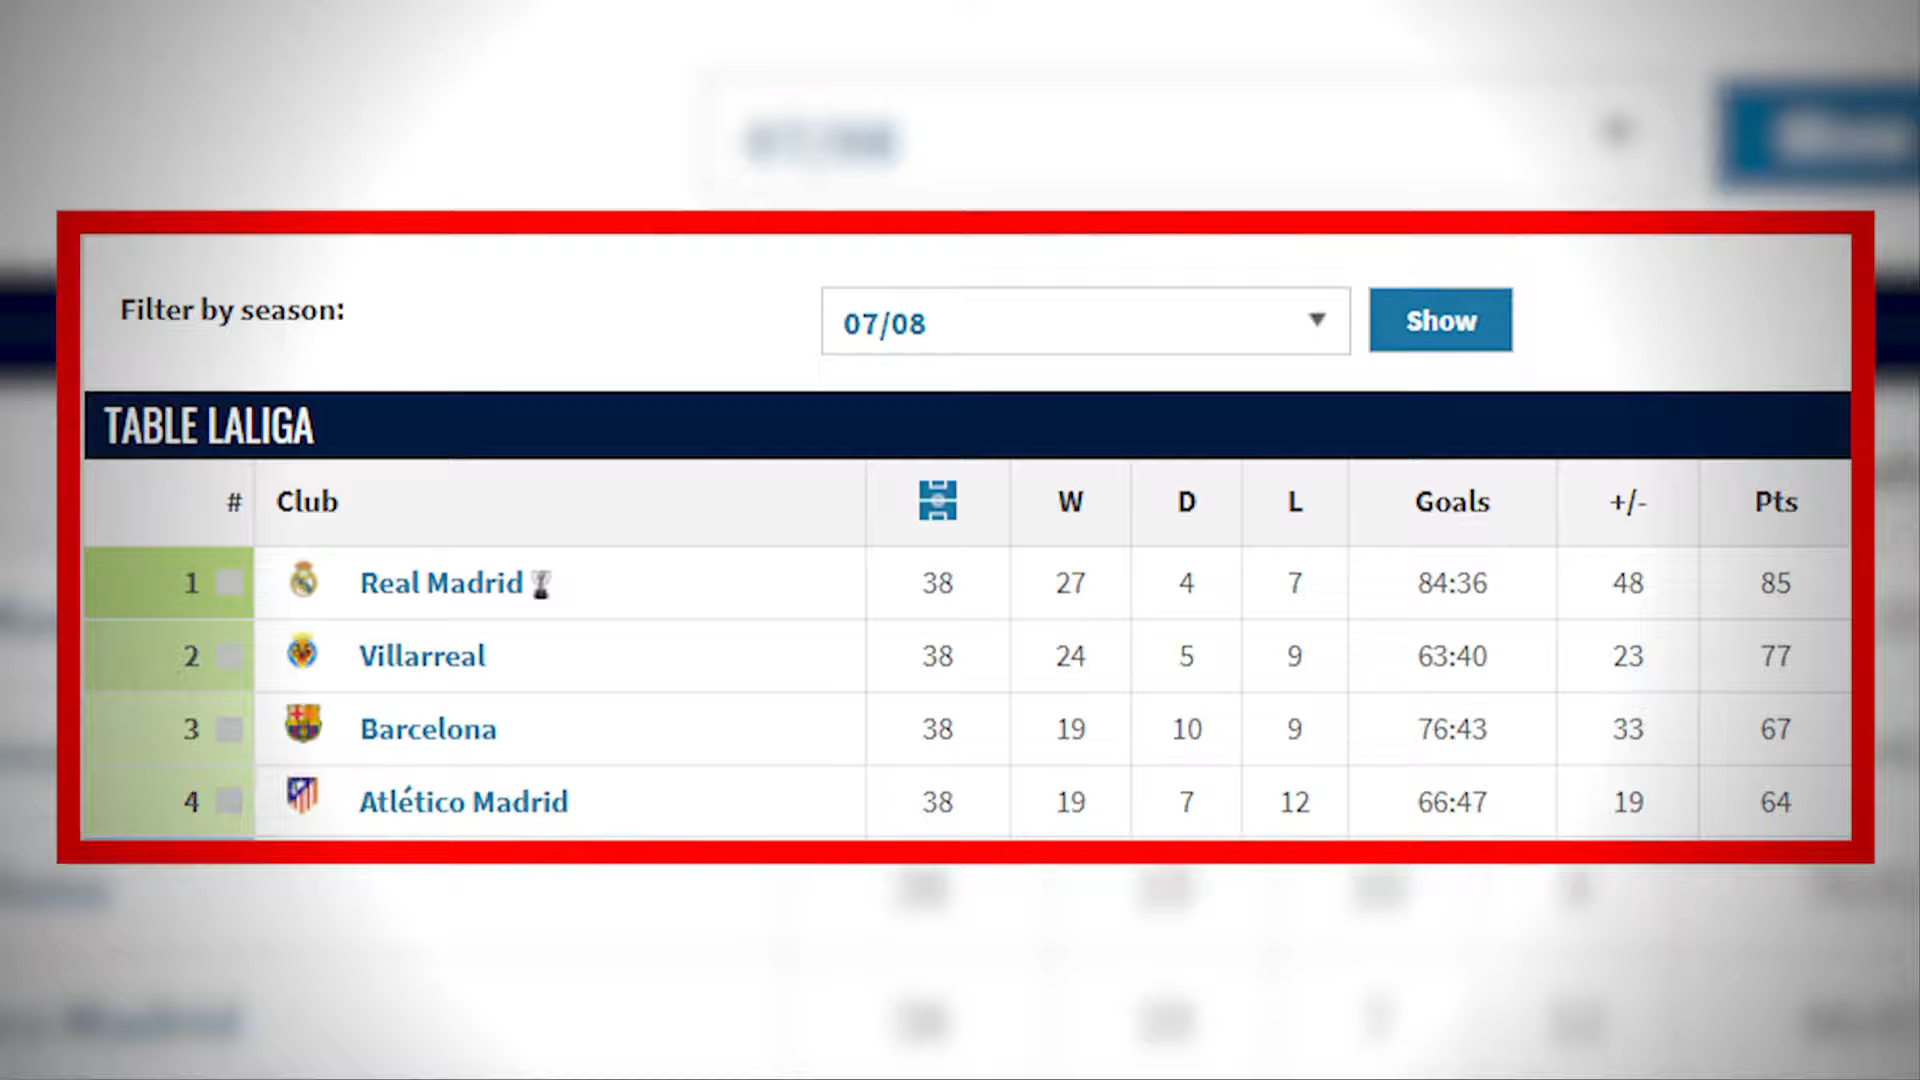 07/08
Filter by season:
07/08
Show
TABLE LALIGA
# Club W D L Goals +/- Pts
1 Real Madrid 38 27 4 7 84:36 48 85
2 Villarreal 38 24 5 9 63:40 23 77
3 Barcelona 38 19 10 9 76:43 33 67
4 Atlético Madrid 38 19 7 12 66:47 19 64